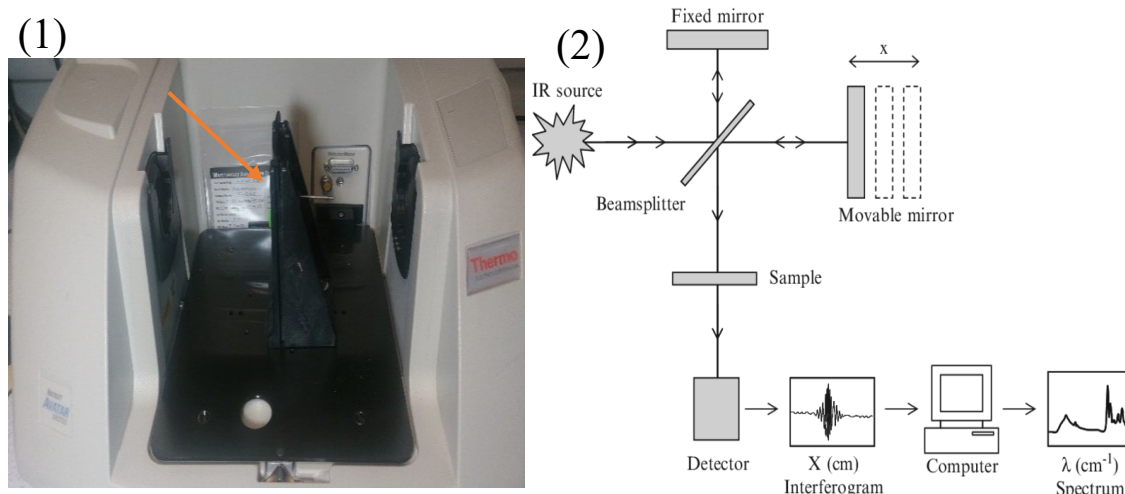 (1)
Thermo
AVATAR
(2)
Fixed mirror
x
IR source
Beamsplitter
Movable mirror
Sample
Detector
X (cm)
Interferogram
Computer
λ (cm⁻¹)
Spectrum